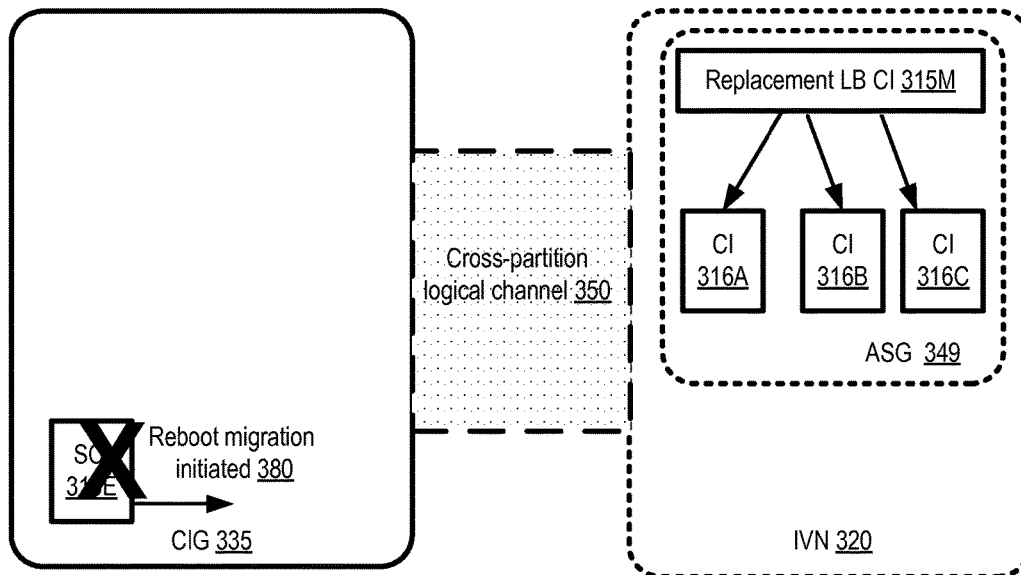 Replacement LB CI 315M
CI
316A
CI
316B
CI
316C
ASG 349
Cross-partition
logical channel 350
Reboot migration
initiated 380
CIG 335
IVN 320